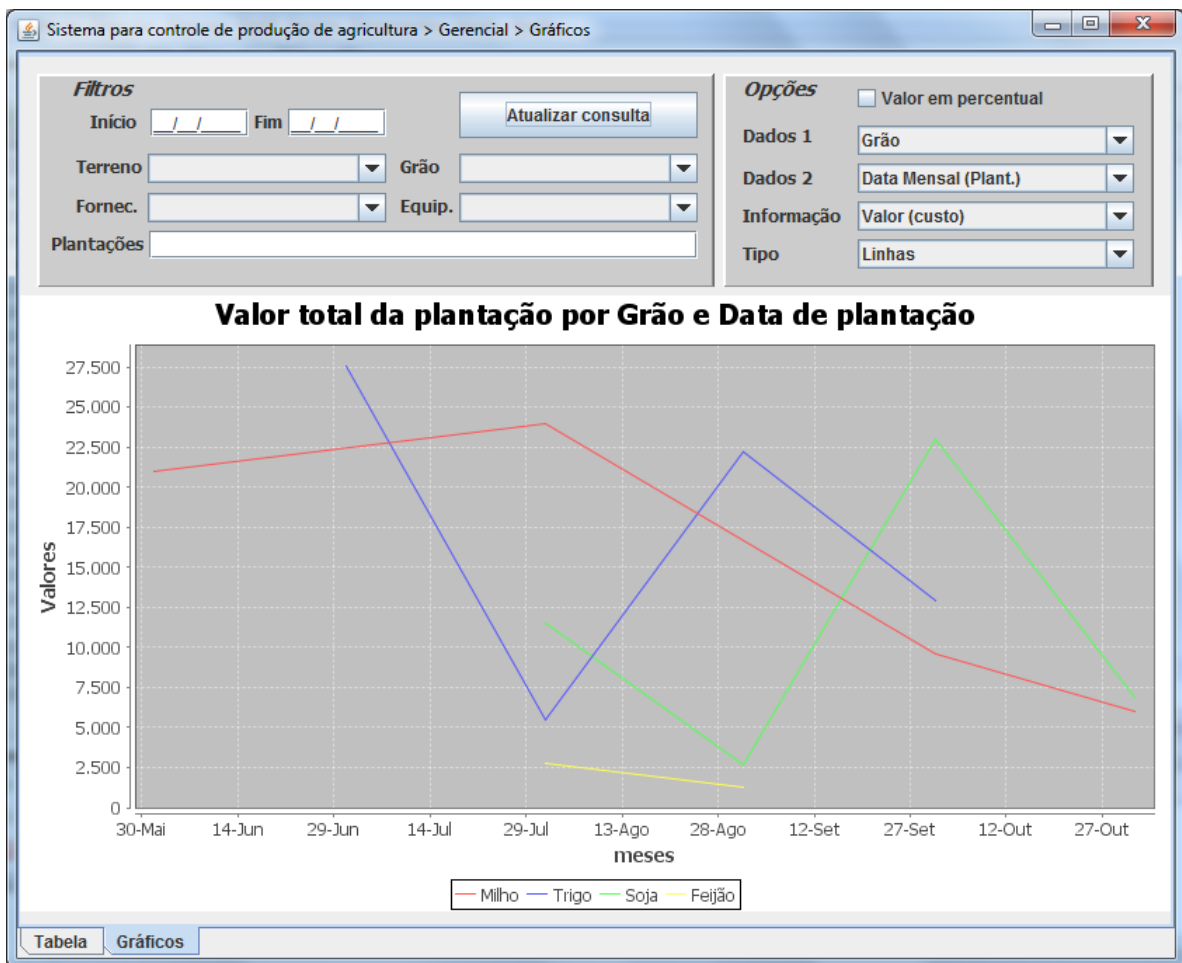 Sistema para controle de produção de agricultura > Gerencial > Gráficos
Filtros
Início __/__/____ Fim __/__/____
Atualizar consulta
Terreno
Grão
Fornec.
Equip.
Plantações
Opções
Valor em percentual
Dados 1 Grão
Dados 2 Data Mensal (Plant.)
Informação Valor (custo)
Tipo Linhas
Valor total da plantação por Grão e Data de plantação
Valores
27.500
25.000
22.500
20.000
17.500
15.000
12.500
10.000
7.500
5.000
2.500
0
30-Mai 14-Jun 29-Jun 14-Jul 29-Jul 13-Ago 28-Ago 12-Set 27-Set 12-Out 27-Out
meses
Milho Trigo Soja Feijão
Tabela Gráficos